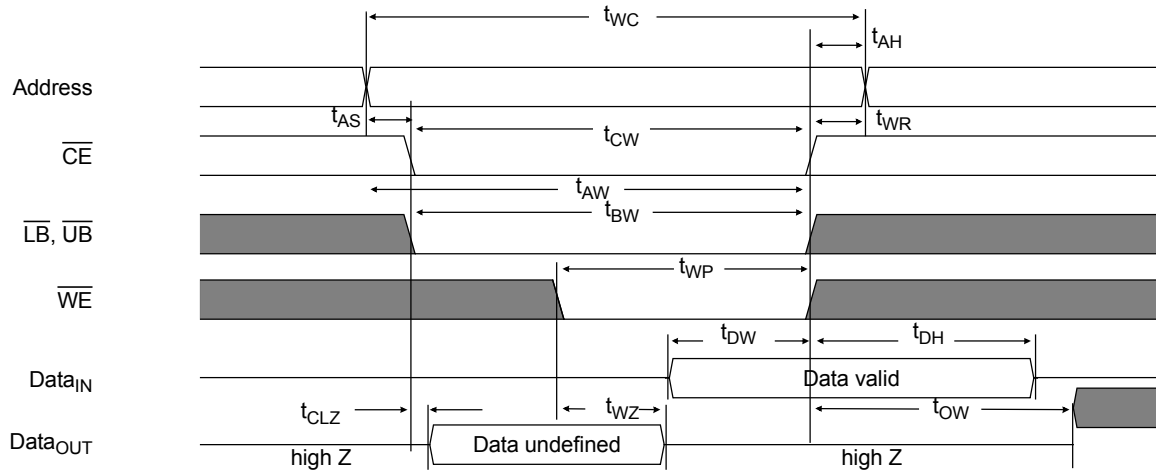 tWC
tAH
Address
tAS
tCW
tWR
CE
tAW
tBW
LB, UB
tWP
WE
tDW
tDH
DataIN
Data valid
tCLZ
tWZ
tOW
DataOUT
high Z
Data undefined
high Z